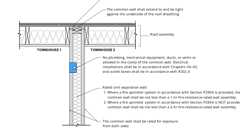 The common wall shall extend to and be tight
against the underside of the roof sheathing
Roof assembly
TOWNHOUSE 1
TOWNHOUSE 2
No plumbing, mechanical equipment, ducts, or vents is
allowed in the cavity of the common wall. Electrical
installations shall be in accordance with Chapters 34-43,
and outlet boxes shall be in accordance with R302.4
Rated wall separation wall:
1. Where a fire sprinkler system in accordance with Section P2904 is provided, the
common wall shall be not less than a 1-hr fire-resistance-rated wall assembly.
2. Where a fire sprinkler system in accordance with Section P2904 is NOT provided, the
common wall shall be not less than a 2-hr fire-resistance-rated wall assembly.
The common wall shall be rated for exposure
from both sides